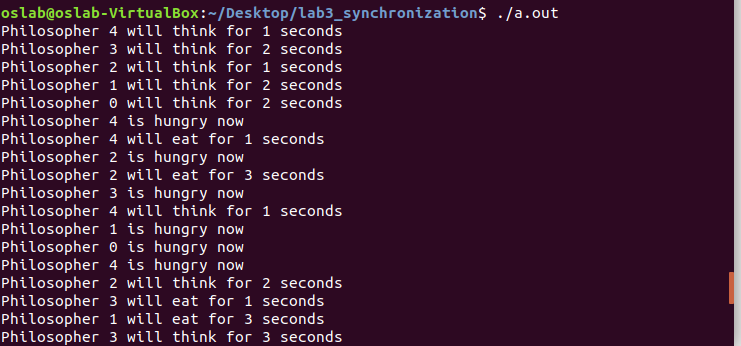 oslab@oslab-VirtualBox:~/Desktop/lab3_synchronization$ ./a.out
Philosopher 4 will think for 1 seconds
Philosopher 3 will think for 2 seconds
Philosopher 2 will think for 1 seconds
Philosopher 1 will think for 2 seconds
Philosopher 0 will think for 2 seconds
Philosopher 4 is hungry now
Philosopher 4 will eat for 1 seconds
Philosopher 2 is hungry now
Philosopher 2 will eat for 3 seconds
Philosopher 3 is hungry now
Philosopher 4 will think for 1 seconds
Philosopher 1 is hungry now
Philosopher 0 is hungry now
Philosopher 4 is hungry now
Philosopher 2 will think for 2 seconds
Philosopher 3 will eat for 1 seconds
Philosopher 1 will eat for 3 seconds
Philosopher 3 will think for 3 seconds